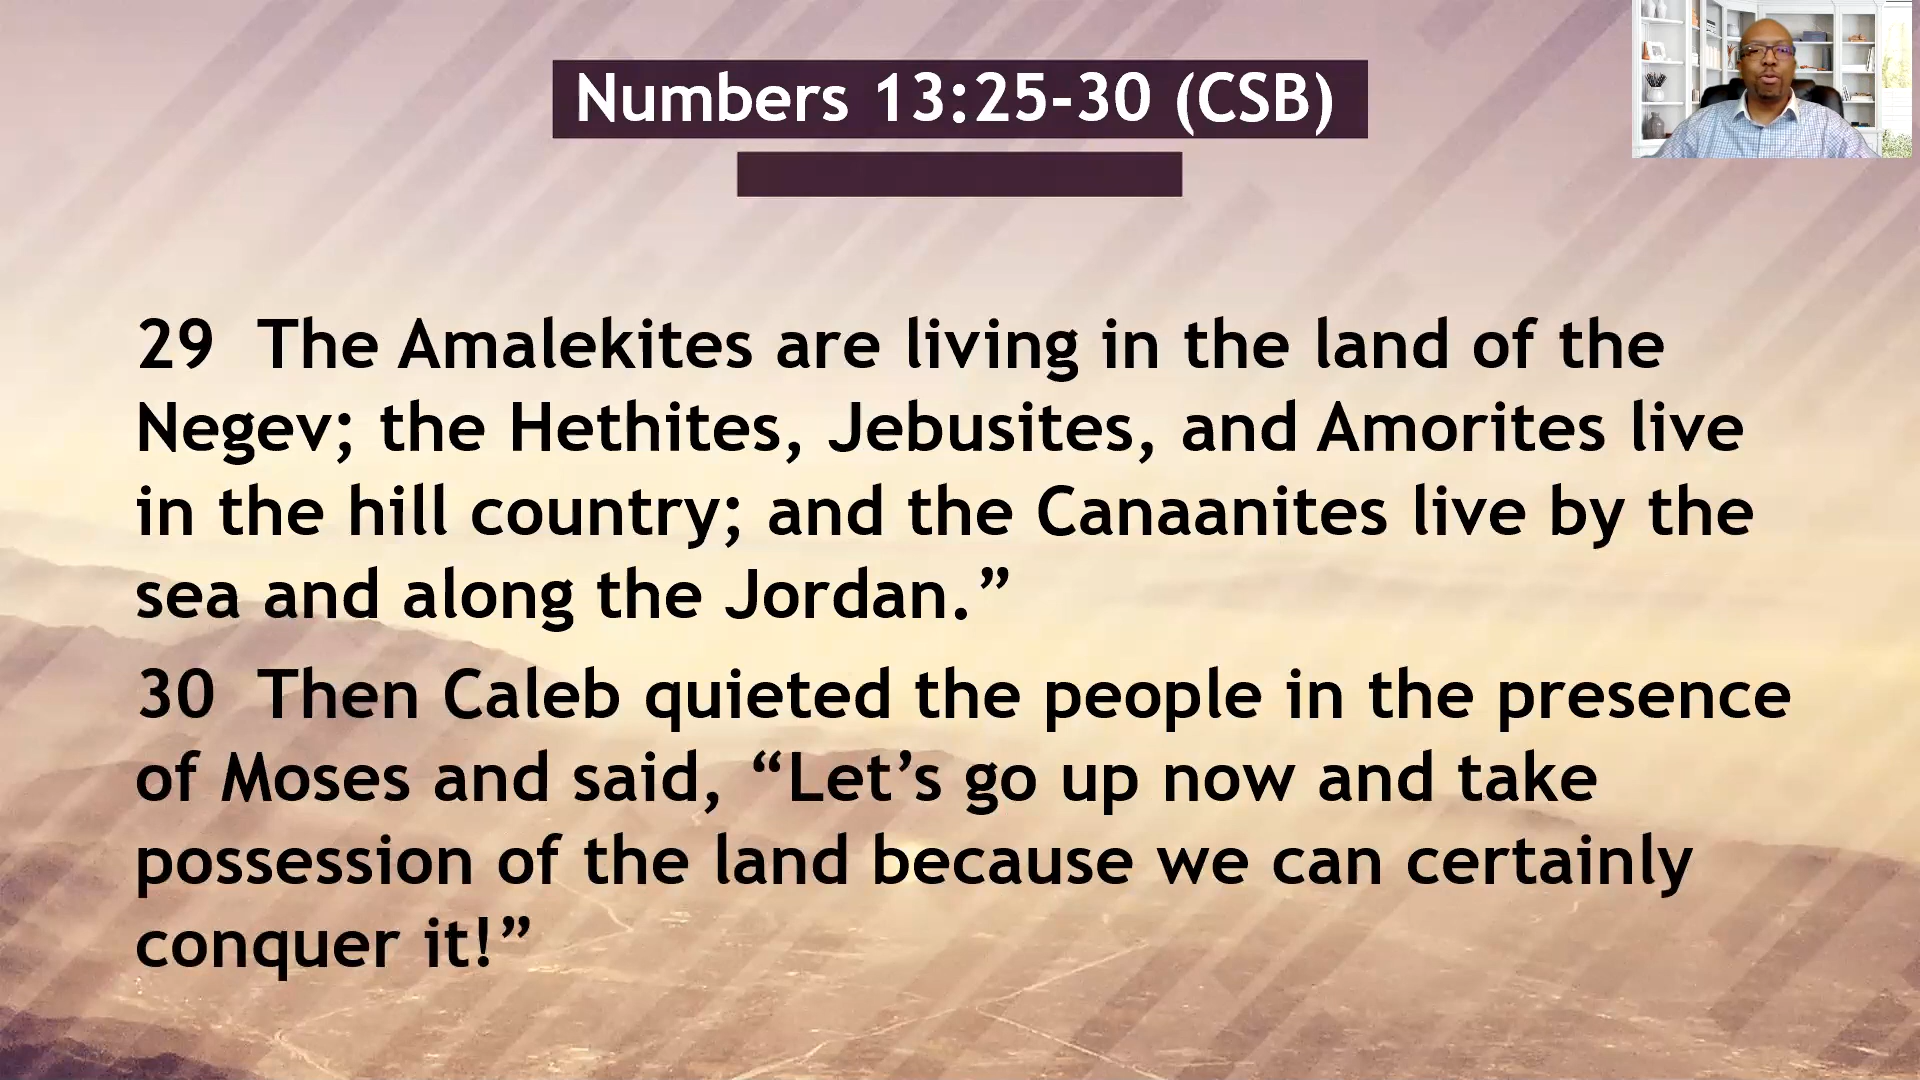 Numbers 13:25-30 (CSB)
29 The Amalekites are living in the land of the
Negev; the Hethites, Jebusites, and Amorites live
in the hill country; and the Canaanites live by the
sea and along the Jordan.”
30 Then Caleb quieted the people in the presence
of Moses and said, “Let’s go up now and take
possession of the land because we can certainly
conquer it!”